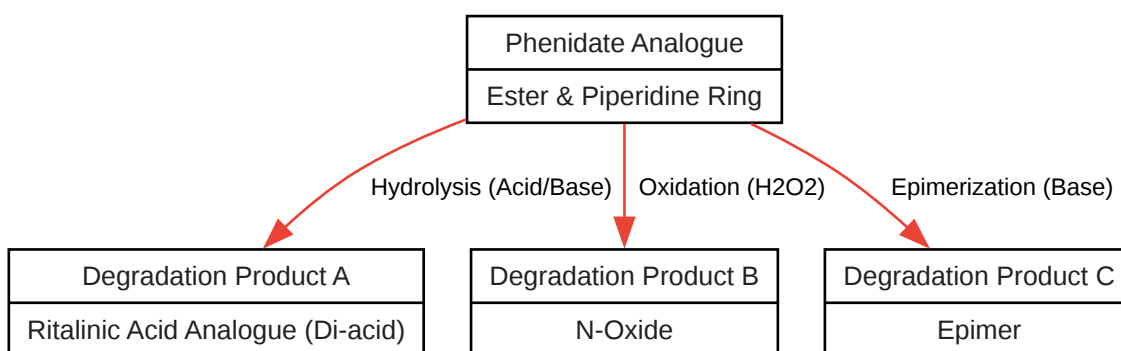 Phenidate Analogue
Ester & Piperidine Ring
Hydrolysis (Acid/Base)
Oxidation (H2O2)
Epimerization (Base)
Degradation Product A
Ritalinic Acid Analogue (Di-acid)
Degradation Product B
N-Oxide
Degradation Product C
Epimer